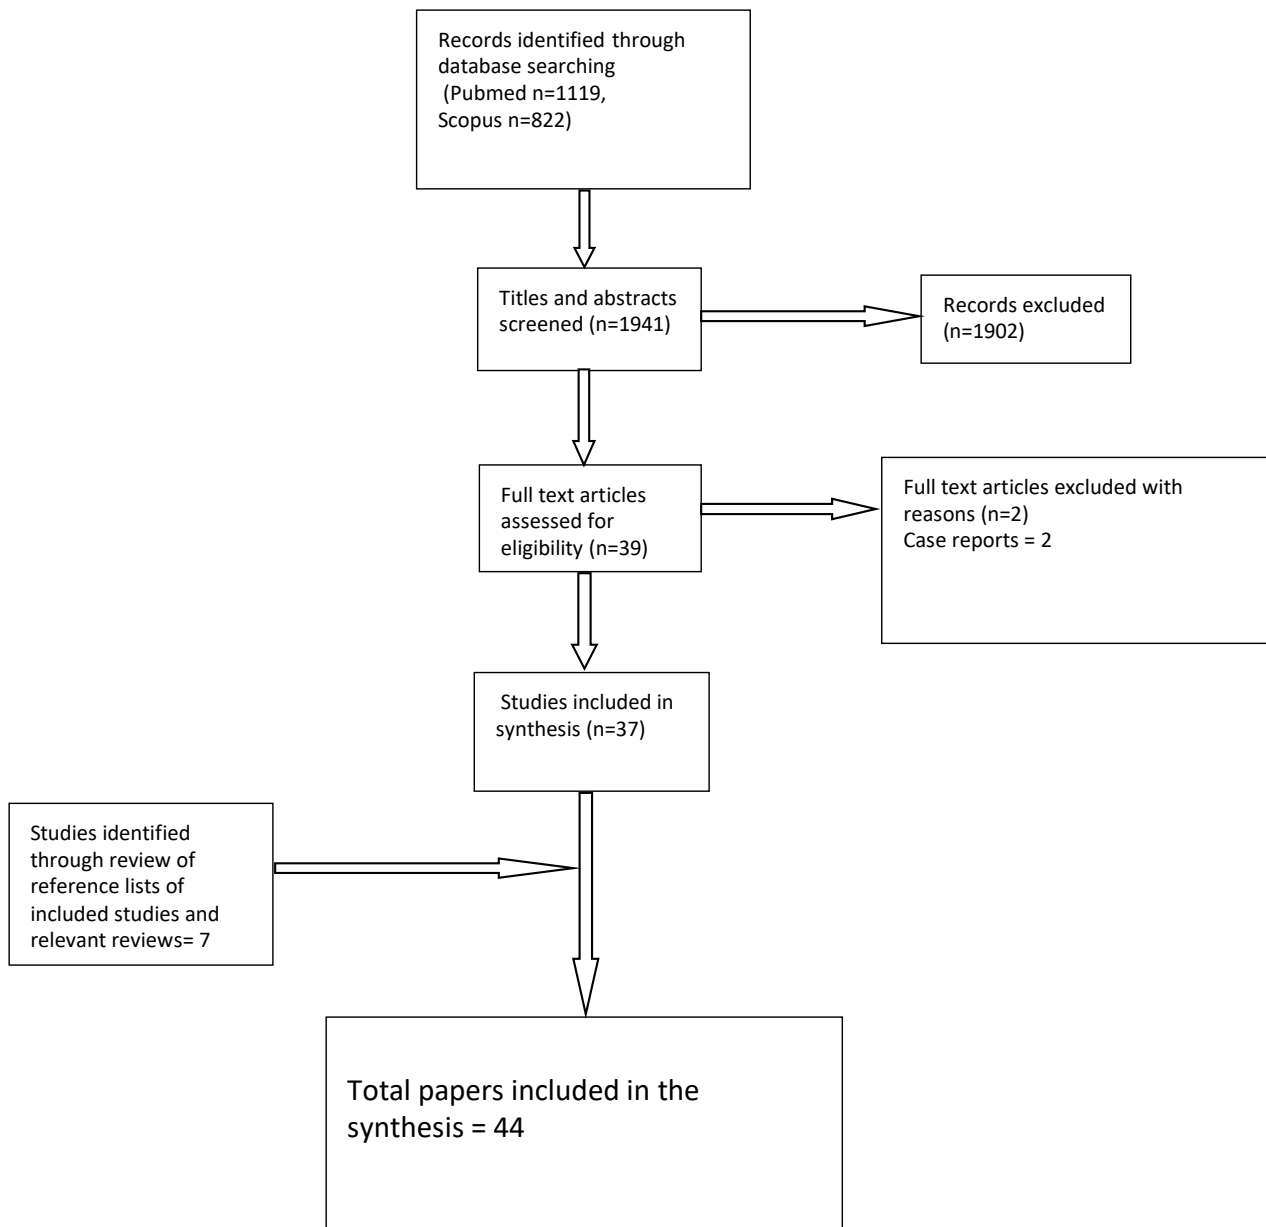 Records identified through
database searching
(Pubmed n=1119,
Scopus n=822)
Titles and abstracts
screened (n=1941)
Records excluded
(n=1902)
Full text articles
assessed for
eligibility (n=39)
Full text articles excluded with
reasons (n=2)
Case reports = 2
Studies included in
synthesis (n=37)
Studies identified
through review of
reference lists of
included studies and
relevant reviews= 7
Total papers included in the
synthesis = 44